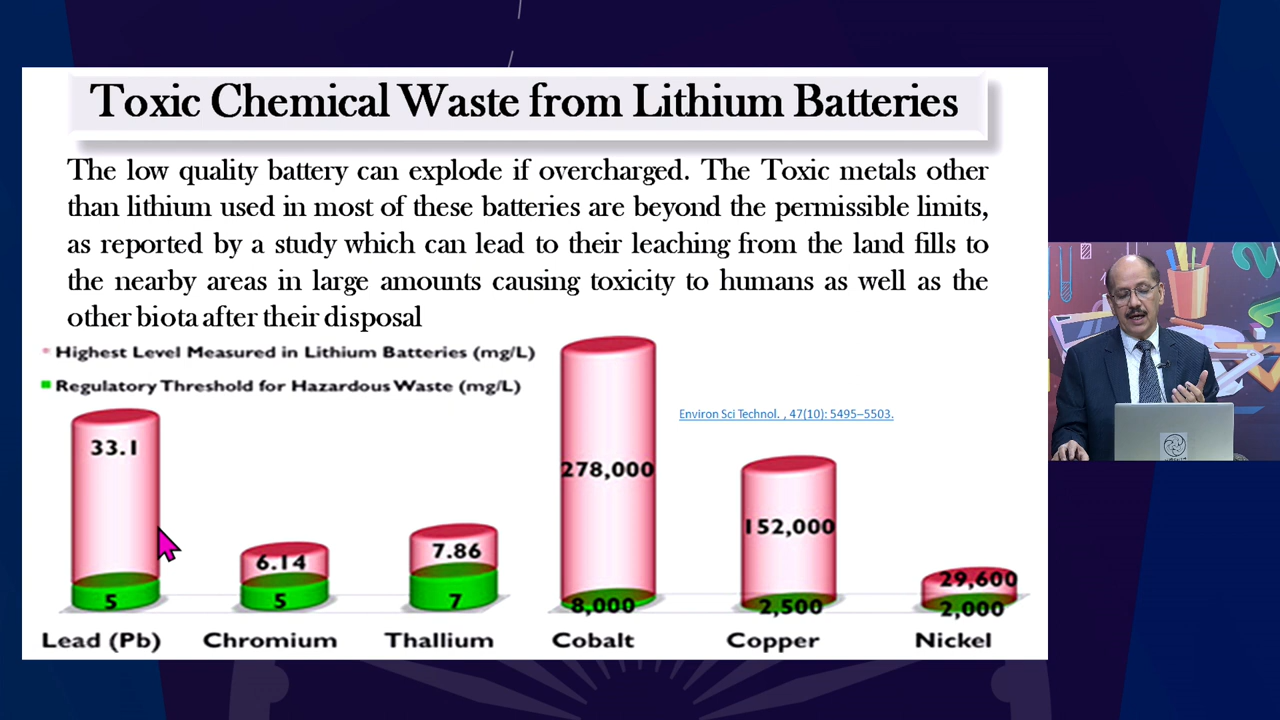 Toxic Chemical Waste from Lithium Batteries
The low quality battery can explode if overcharged. The Toxic metals other
than lithium used in most of these batteries are beyond the permissible limits,
as reported by a study which can lead to their leaching from the land fills to
the nearby areas in large amounts causing toxicity to humans as well as the
other biota after their disposal
Highest Level Measured in Lithium Batteries (mg/L)
Regulatory Threshold for Hazardous Waste (mg/L)
Environ Sci Technol. , 47(10): 5495–5503.
33.1
6.14
7.86
278,000
152,000
29,600
5
5
7
8,000
2,500
2,000
Lead (Pb)
Chromium
Thallium
Cobalt
Copper
Nickel